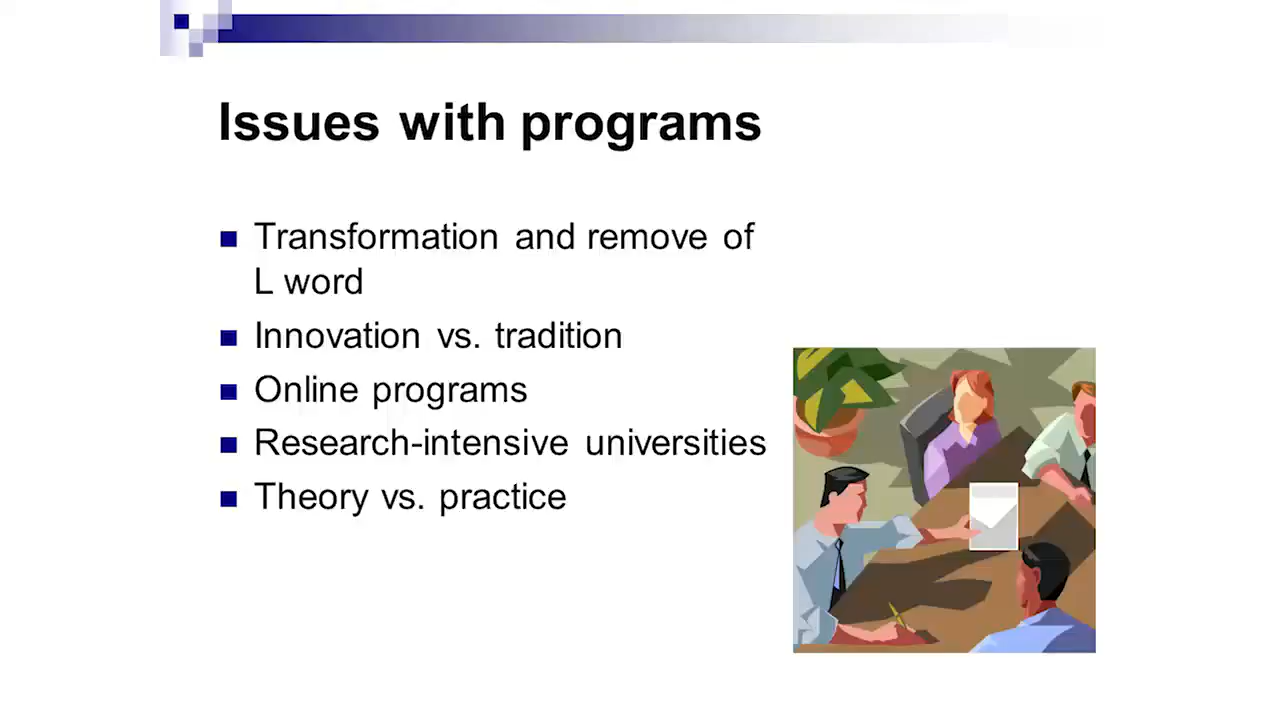 Issues with programs
Transformation and remove of
L word
Innovation vs. tradition
Online programs
Research-intensive universities
Theory vs. practice